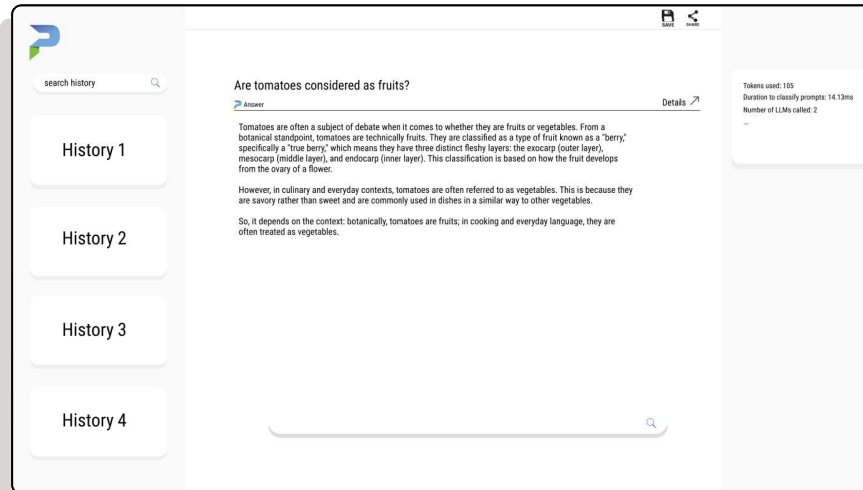 SAVE SHARE
search history
Are tomatoes considered as fruits?
Answer
Details
Tomatoes are often a subject of debate when it comes to whether they are fruits or vegetables. From a
botanical standpoint, tomatoes are technically fruits. They are classified as a type of fruit known as a "berry,"
specifically a "true berry," which means they have three distinct fleshy layers: the exocarp (outer layer),
mesocarp (middle layer), and endocarp (inner layer). This classification is based on how the fruit develops
from the ovary of a flower.
However, in culinary and everyday contexts, tomatoes are often referred to as vegetables. This is because they
are savory rather than sweet and are commonly used in dishes in a similar way to other vegetables.
So, it depends on the context: botanically, tomatoes are fruits; in cooking and everyday language, they are
often treated as vegetables.
Tokens used: 105
Duration to classify prompts: 14.13ms
Number of LLMs called: 2
...
History 1
History 2
History 3
History 4